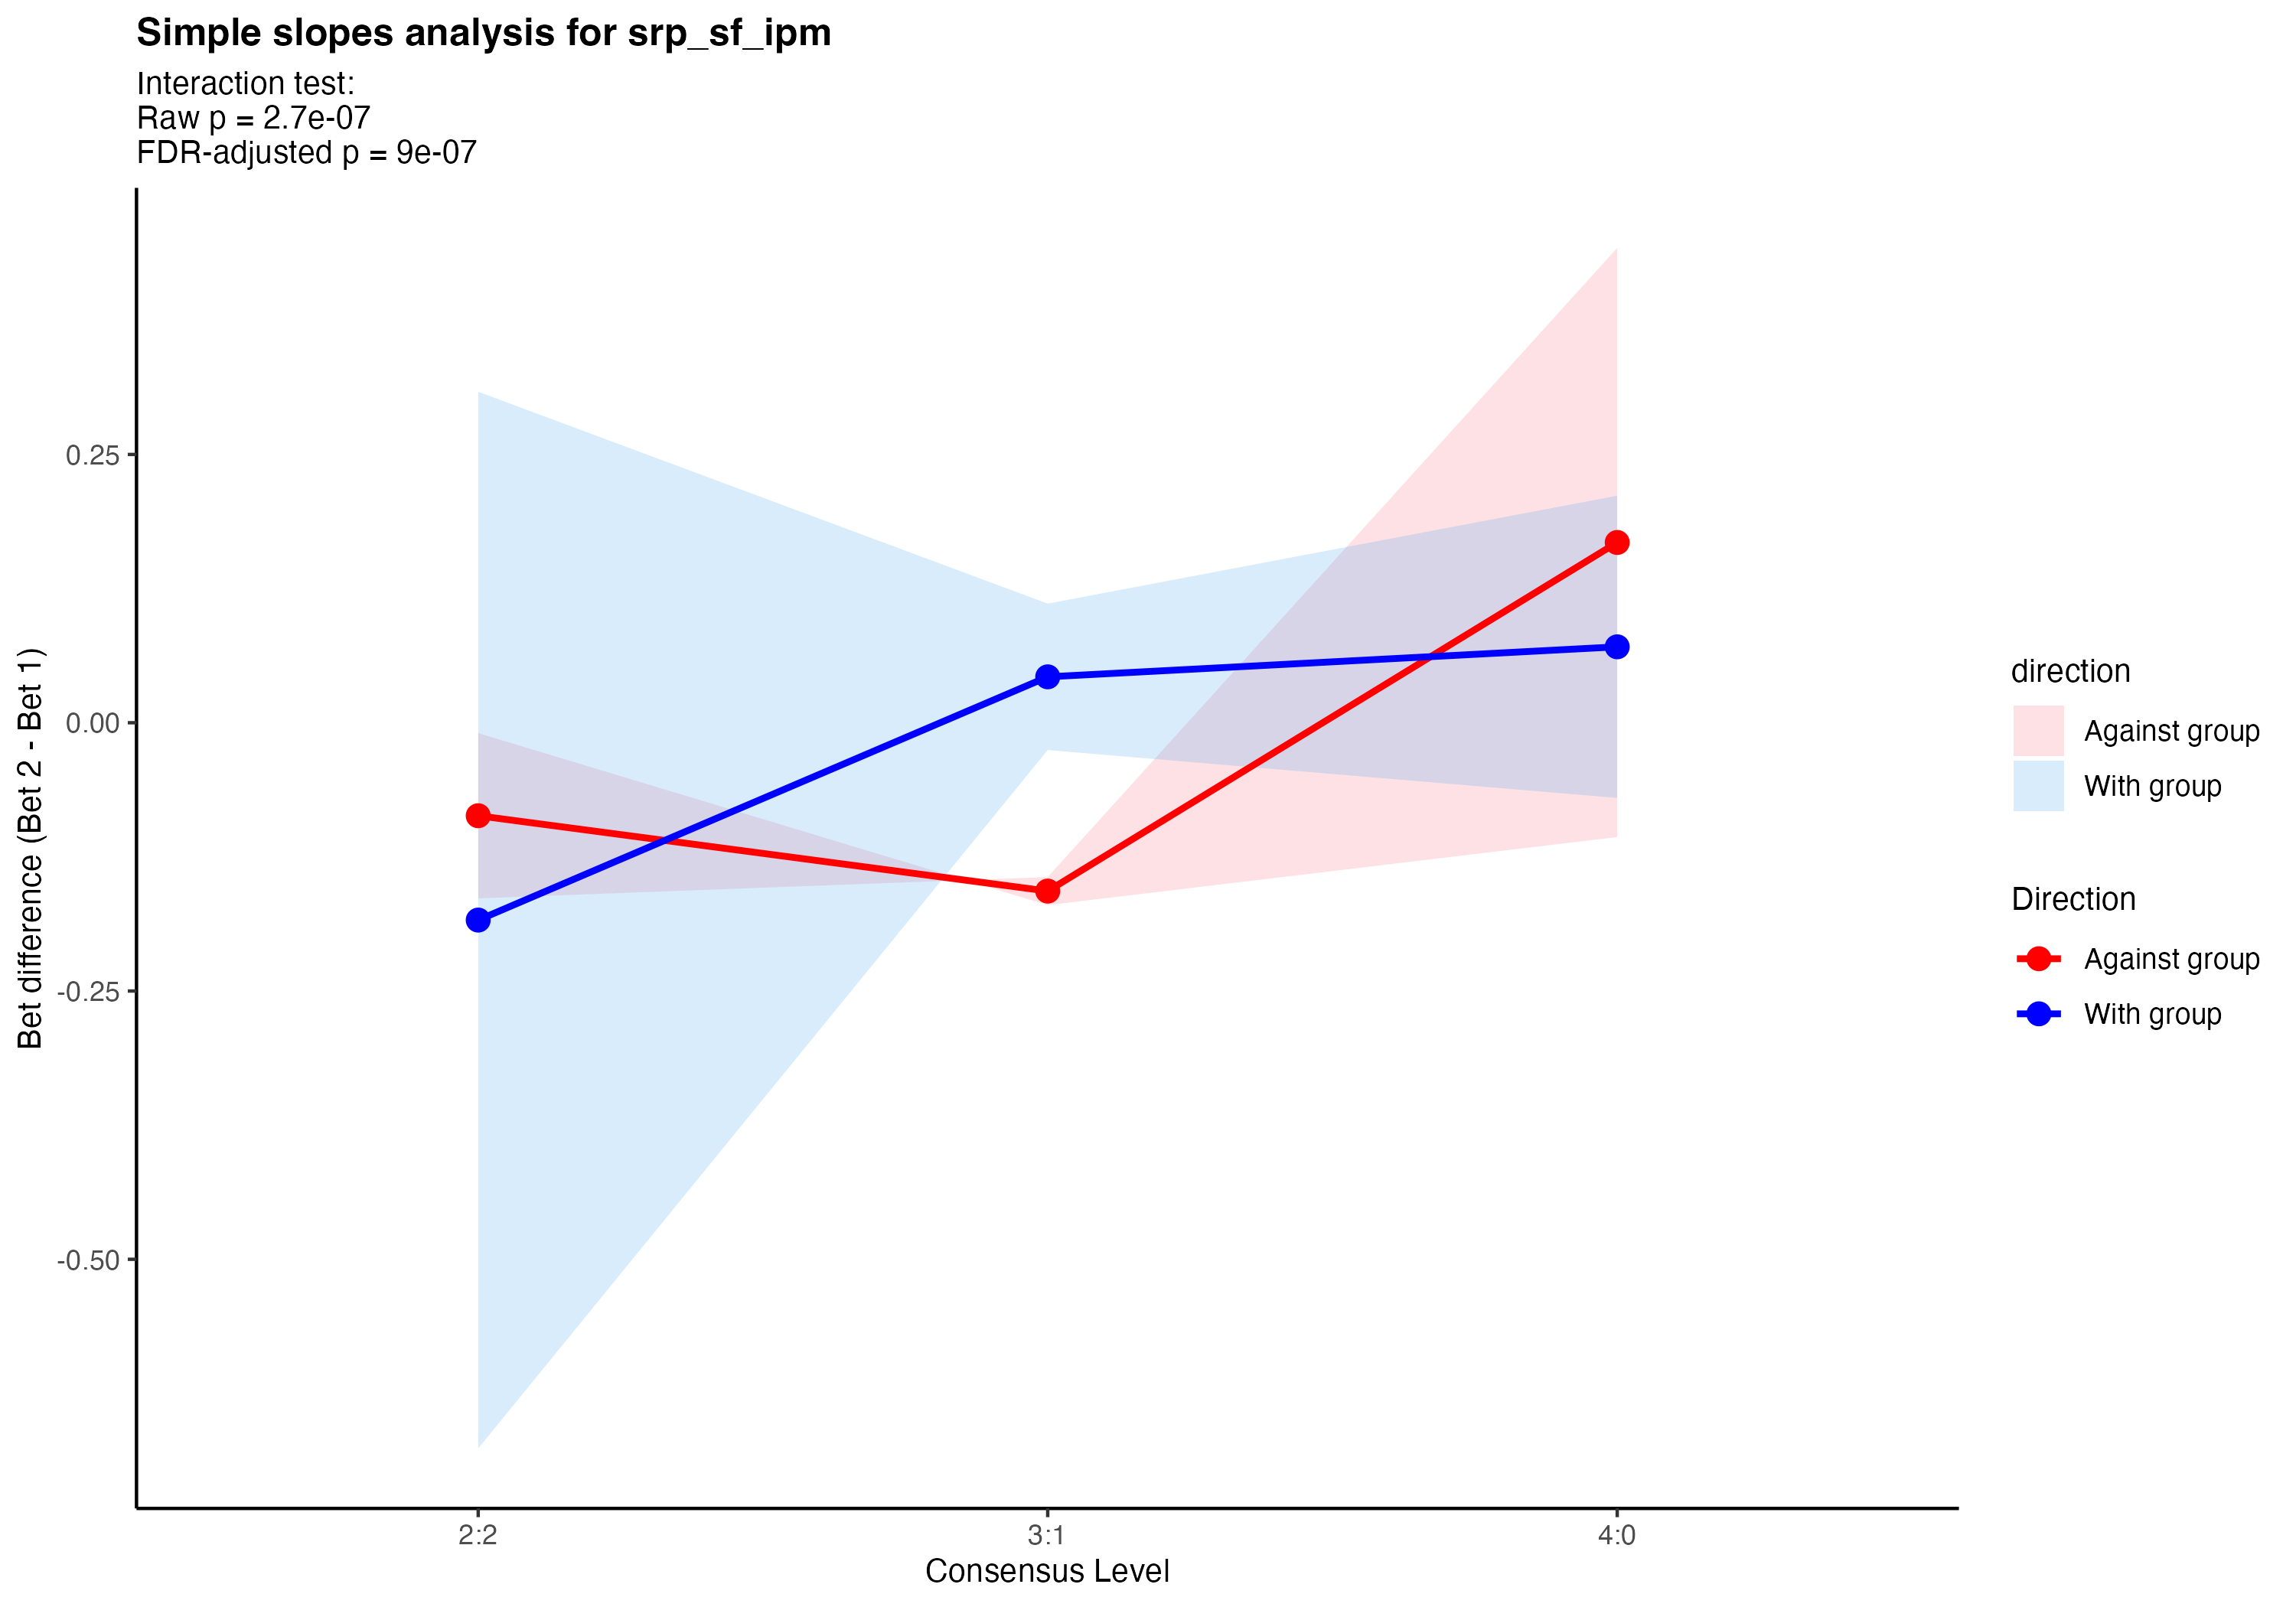 Simple slopes analysis for srp_sf_ipm
Interaction test:
Raw p = 2.7e-07
FDR-adjusted p = 9e-07
Bet difference (Bet 2 - Bet 1)
0.25
0.00
-0.25
-0.50
2:2
3:1
4:0
Consensus Level
direction
Against group
With group
Direction
Against group
With group